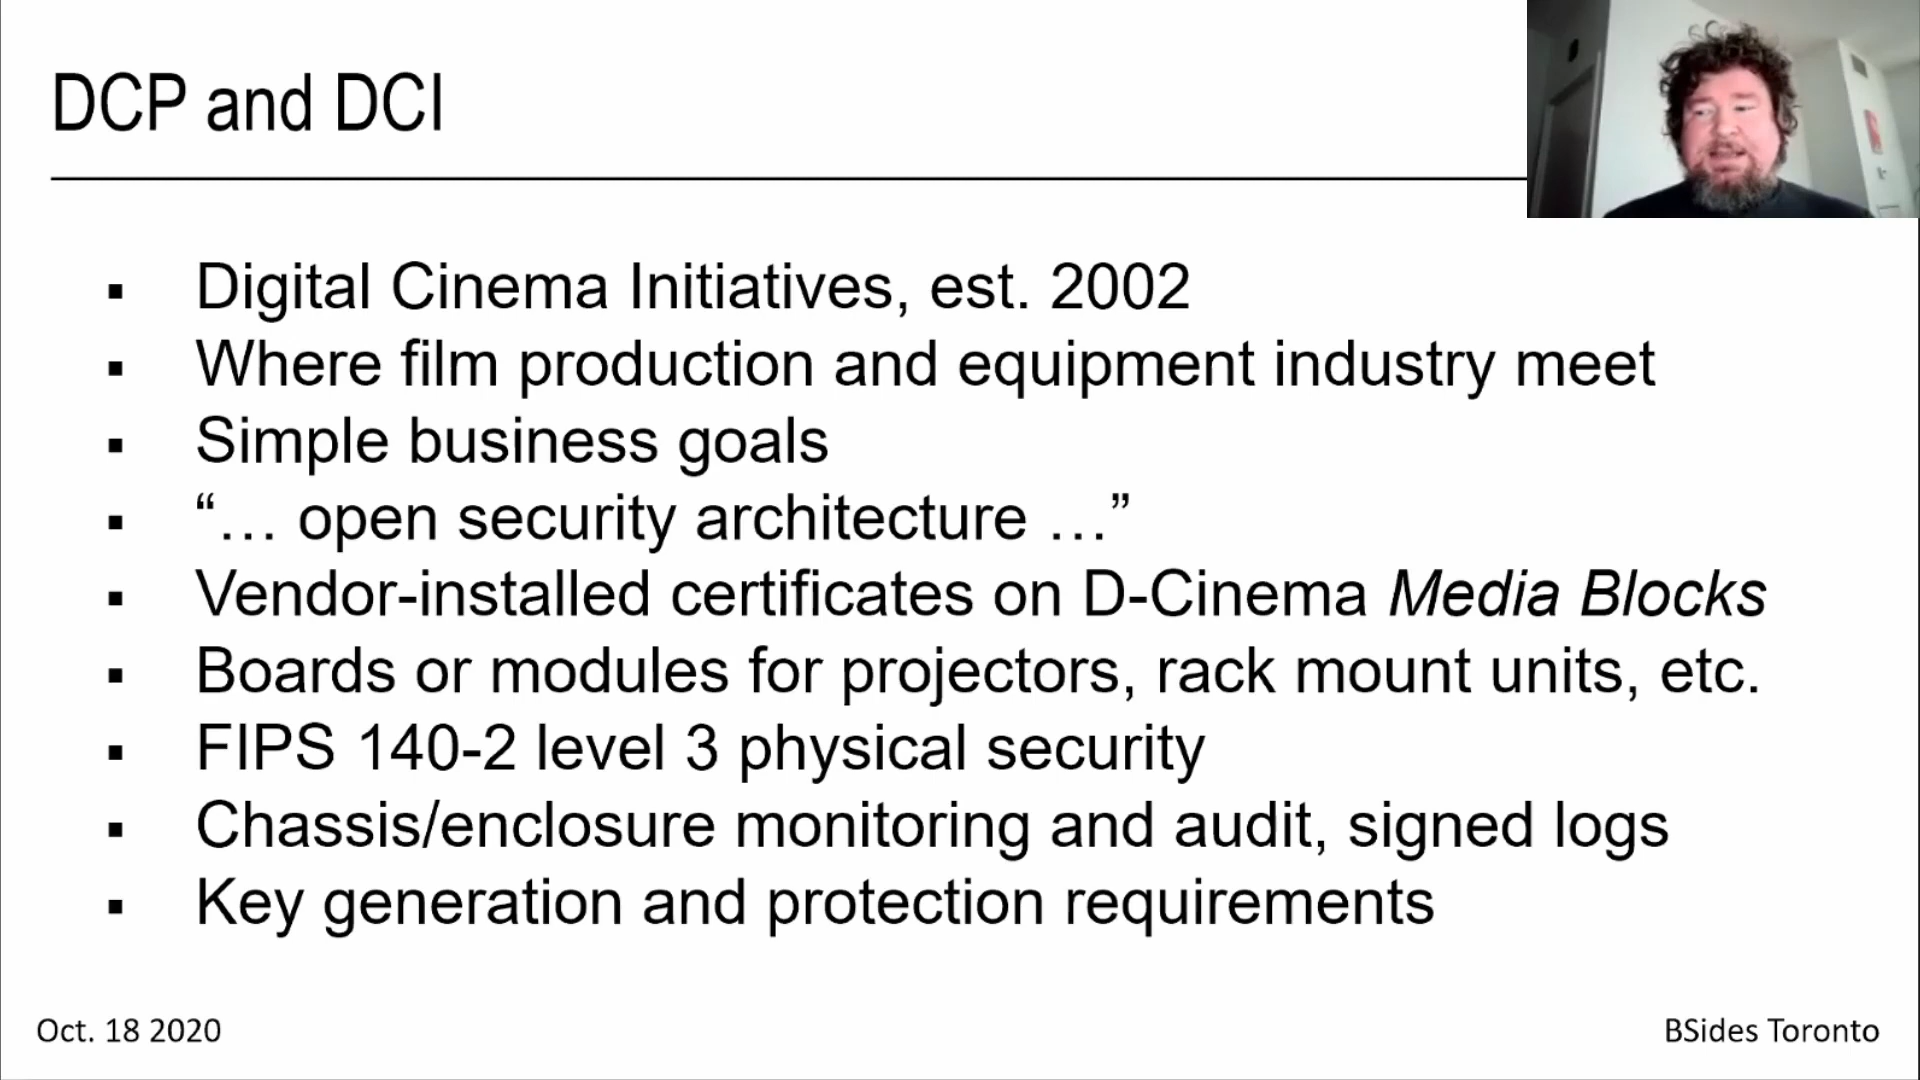 DCP and DCI
▪ Digital Cinema Initiatives, est. 2002
▪ Where film production and equipment industry meet
▪ Simple business goals
▪ “… open security architecture …”
▪ Vendor-installed certificates on D-Cinema Media Blocks
▪ Boards or modules for projectors, rack mount units, etc.
▪ FIPS 140-2 level 3 physical security
▪ Chassis/enclosure monitoring and audit, signed logs
▪ Key generation and protection requirements
Oct. 18 2020
BSides Toronto